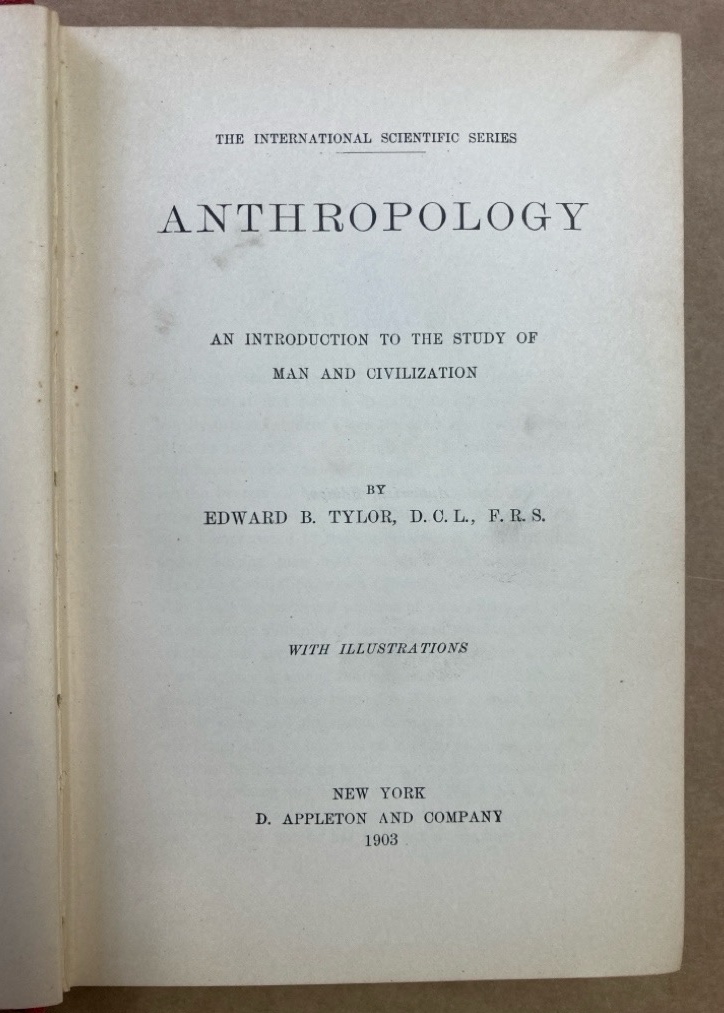 THE INTERNATIONAL SCIENTIFIC SERIES
ANTHROPOLOGY
AN INTRODUCTION TO THE STUDY OF
MAN AND CIVILIZATION
BY
EDWARD B. TYLOR, D. C. L., F. R. S.
WITH ILLUSTRATIONS
NEW YORK
D. APPLETON AND COMPANY
1903